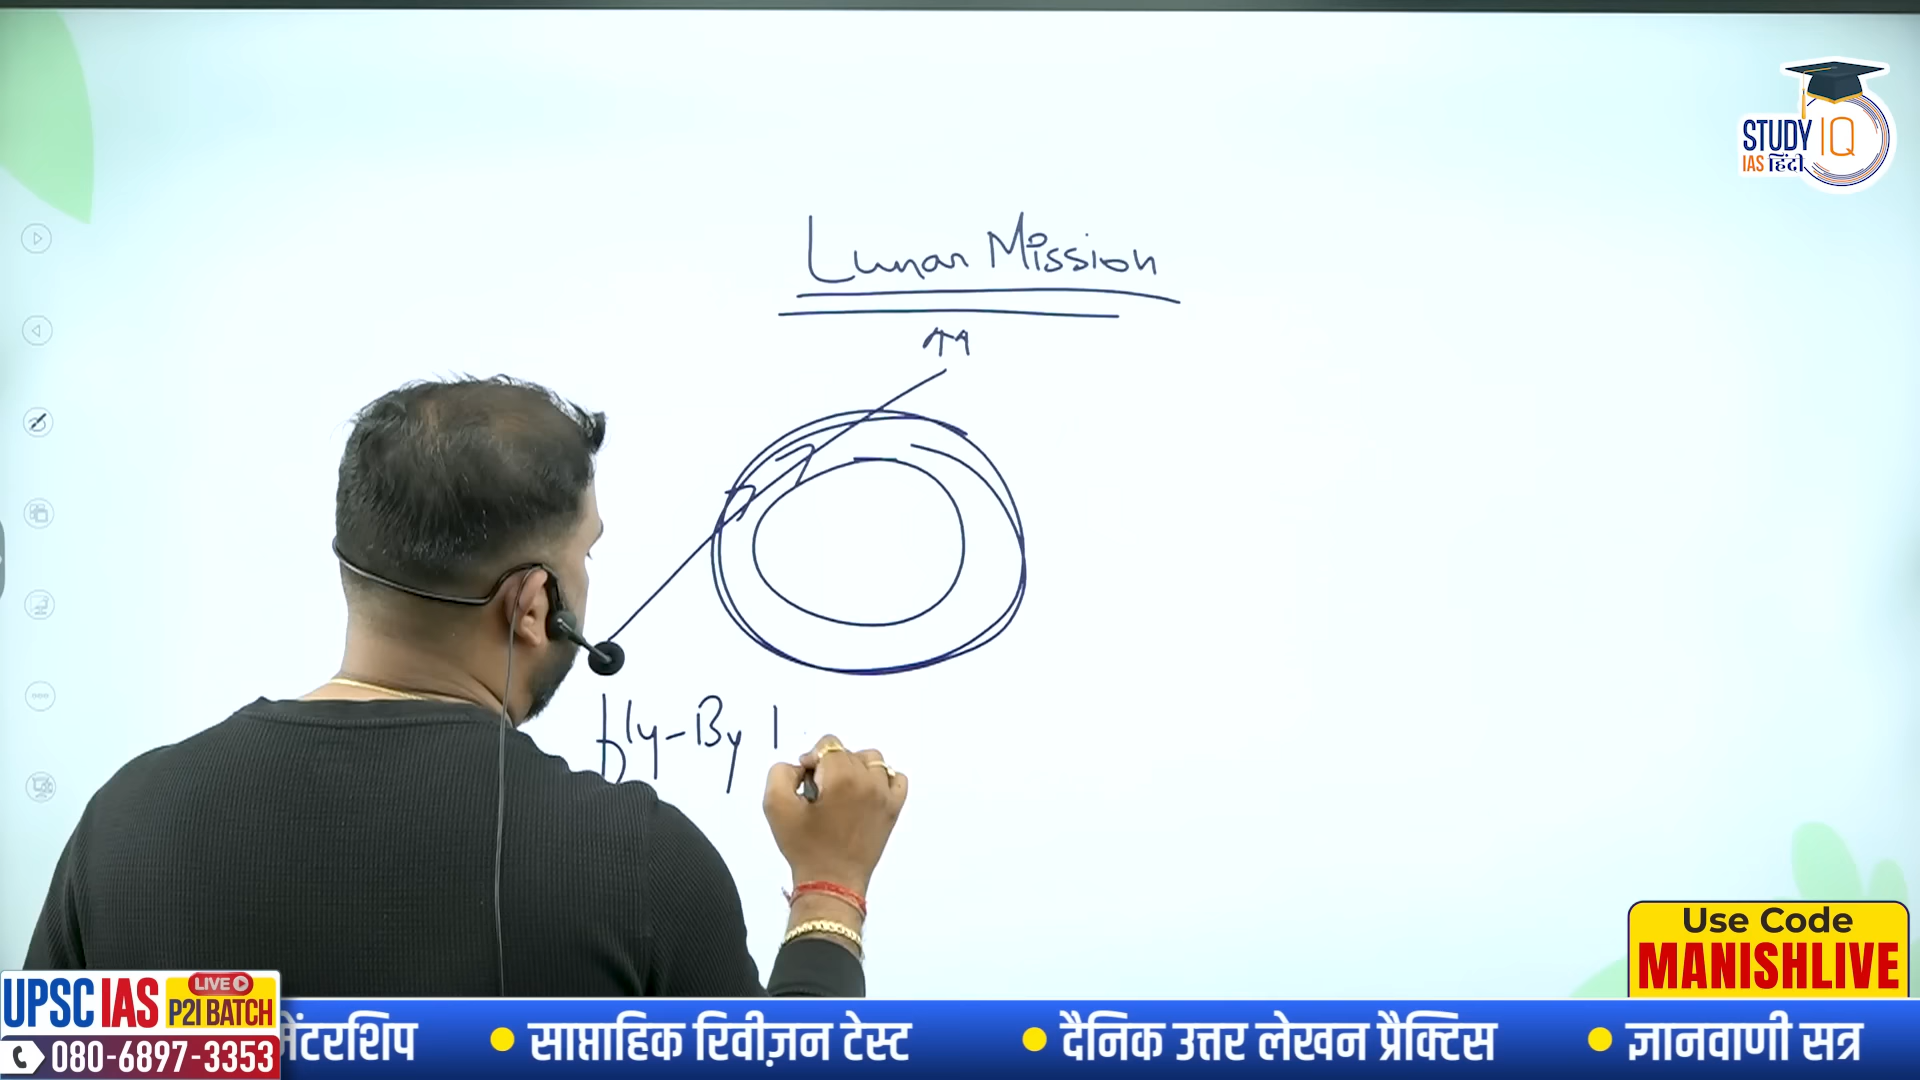 STUDY IQ
IAS हिंदी
Lunar Mission
Fly-By
Use Code
MANISHLIVE
UPSC IAS LIVE P2I BATCH
080-6897-3353
मेंटरशिप • साप्ताहिक रिवीज़न टेस्ट • दैनिक उत्तर लेखन प्रैक्टिस • ज्ञानवाणी सत्र